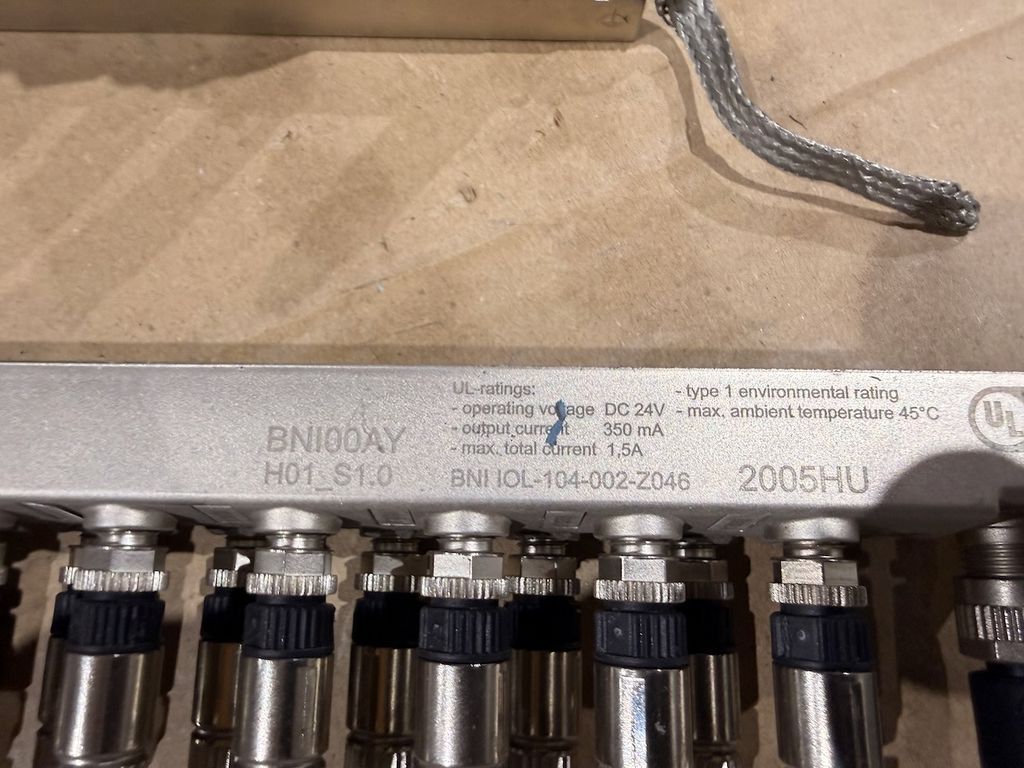 UL-ratings:
- operating voltage DC 24V
- output current 350 mA
- max. total current 1,5A
- type 1 environmental rating
- max. ambient temperature 45°C
UL
BNI00AY
H01_S1.0
BNI IOL-104-002-Z046
2005HU